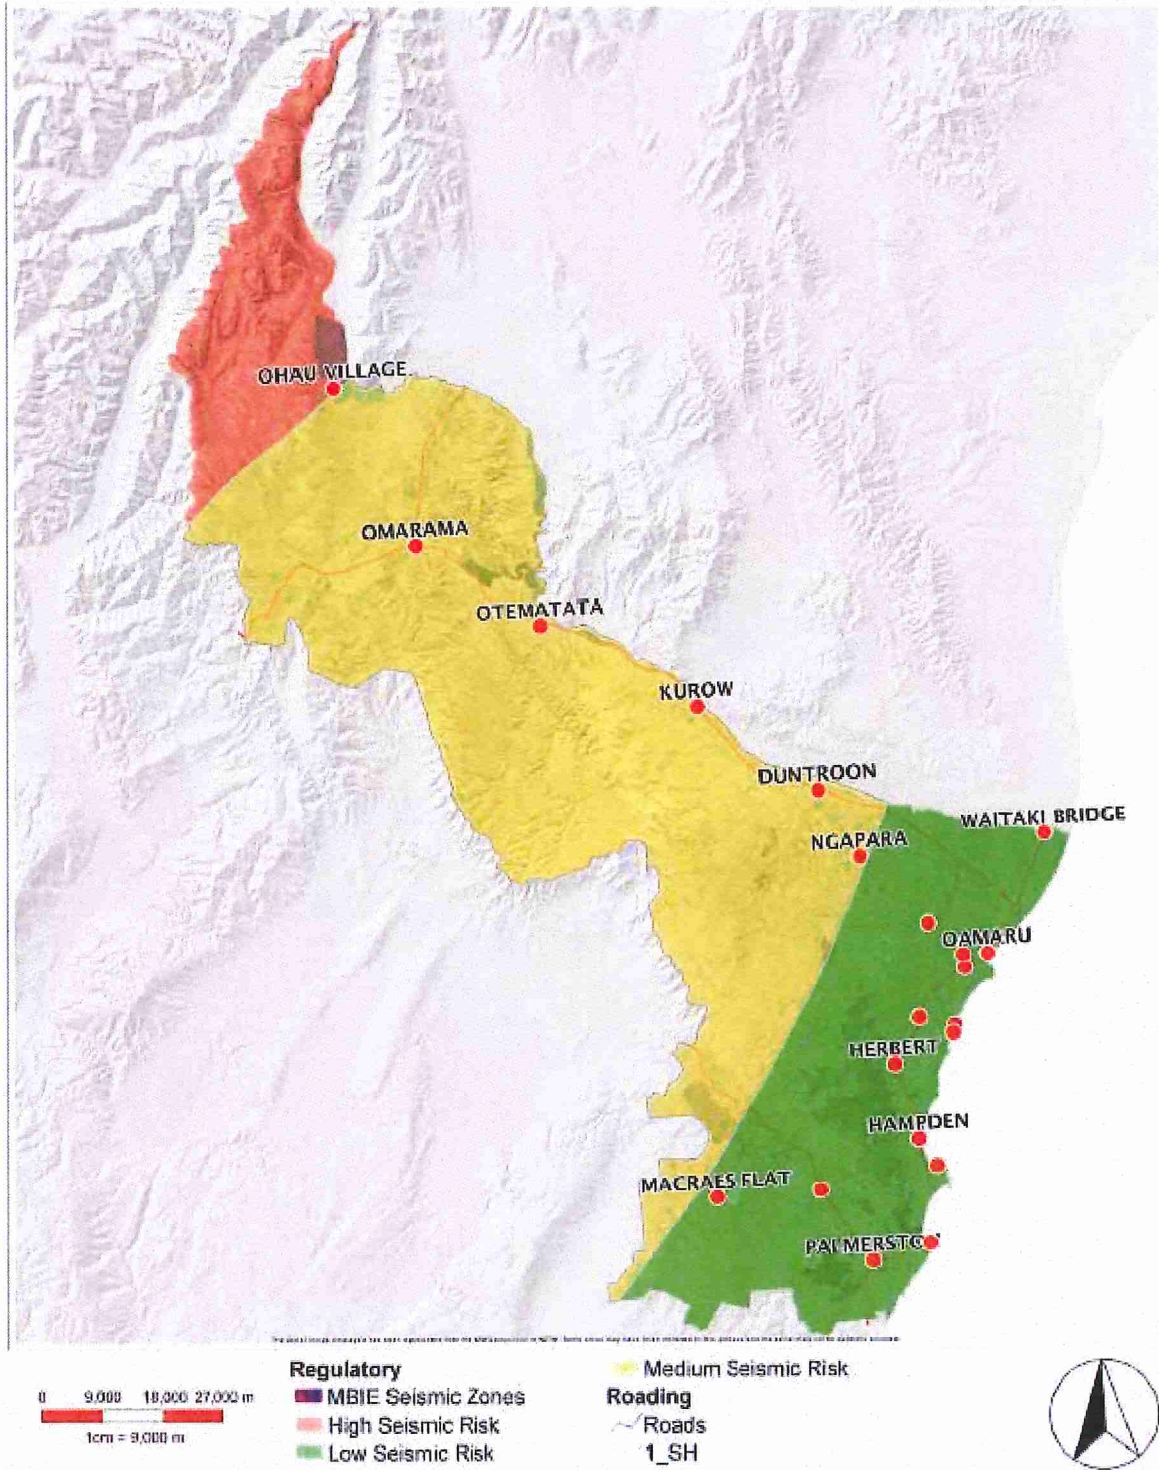 OHAU VILLAGE
OMARAMA
OTEMATATA
KUROW
DUNTROON
WAITAKI BRIDGE
NGAPARA
OAMARU
HERBERT
HAMPDEN
MACRAES FLAT
PALMERSTO
Regulatory
MBIE Seismic Zones
High Seismic Risk
Low Seismic Risk
Medium Seismic Risk
Roading
Roads
1_SH
0 9,000 18,000 27,000 m
1cm = 9,000 m